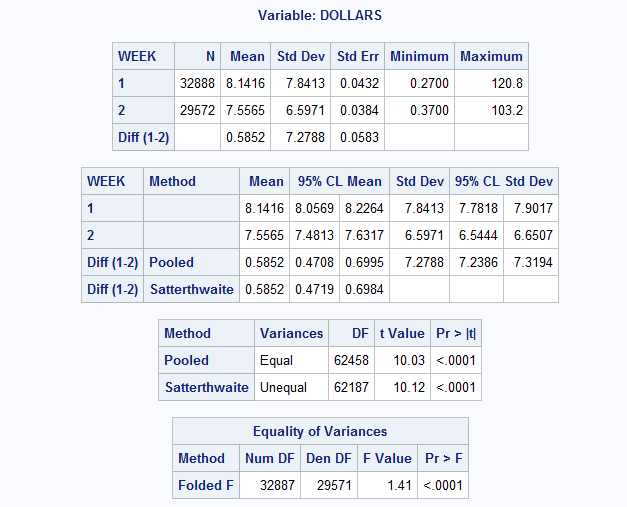 Variable: DOLLARS
WEEK N Mean Std Dev Std Err Minimum Maximum
1 32888 8.1416 7.8413 0.0432 0.2700 120.8
2 29572 7.5565 6.5971 0.0384 0.3700 103.2
Diff (1-2) 0.5852 7.2788 0.0583
WEEK Method Mean 95% CL Mean Std Dev 95% CL Std Dev
1 8.1416 8.0569 8.2264 7.8413 7.7818 7.9017
2 7.5565 7.4813 7.6317 6.5971 6.5444 6.6507
Diff (1-2) Pooled 0.5852 0.4708 0.6995 7.2788 7.2386 7.3194
Diff (1-2) Satterthwaite 0.5852 0.4719 0.6984
Method Variances DF t Value Pr > |t|
Pooled Equal 62458 10.03 <.0001
Satterthwaite Unequal 62187 10.12 <.0001
Equality of Variances
Method Num DF Den DF F Value Pr > F
Folded F 32887 29571 1.41 <.0001